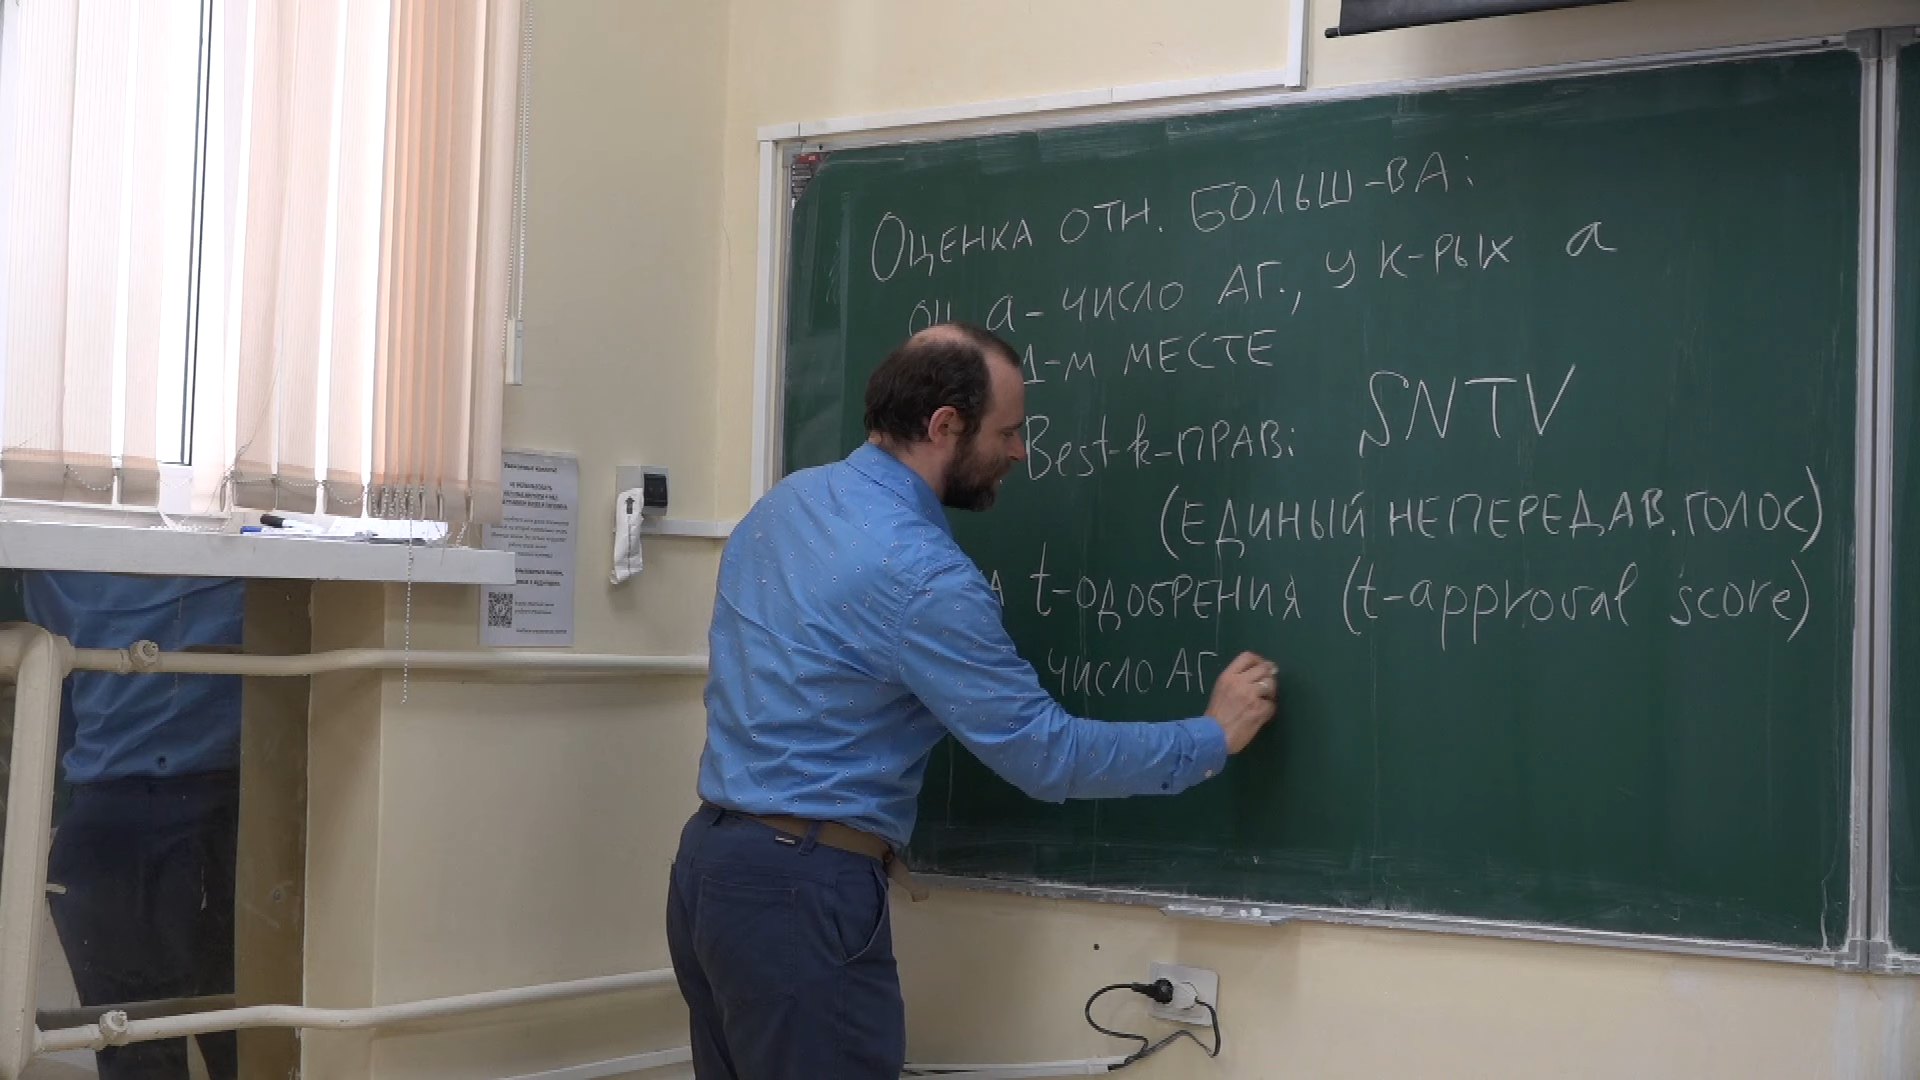 Оценка отн. больш-ва:
оц. а - число аг., у к-рых а
1-м месте
Best-k-прав: SNTV
(единый непередав. голос)
t-одобрения (t-approval score)
число аг